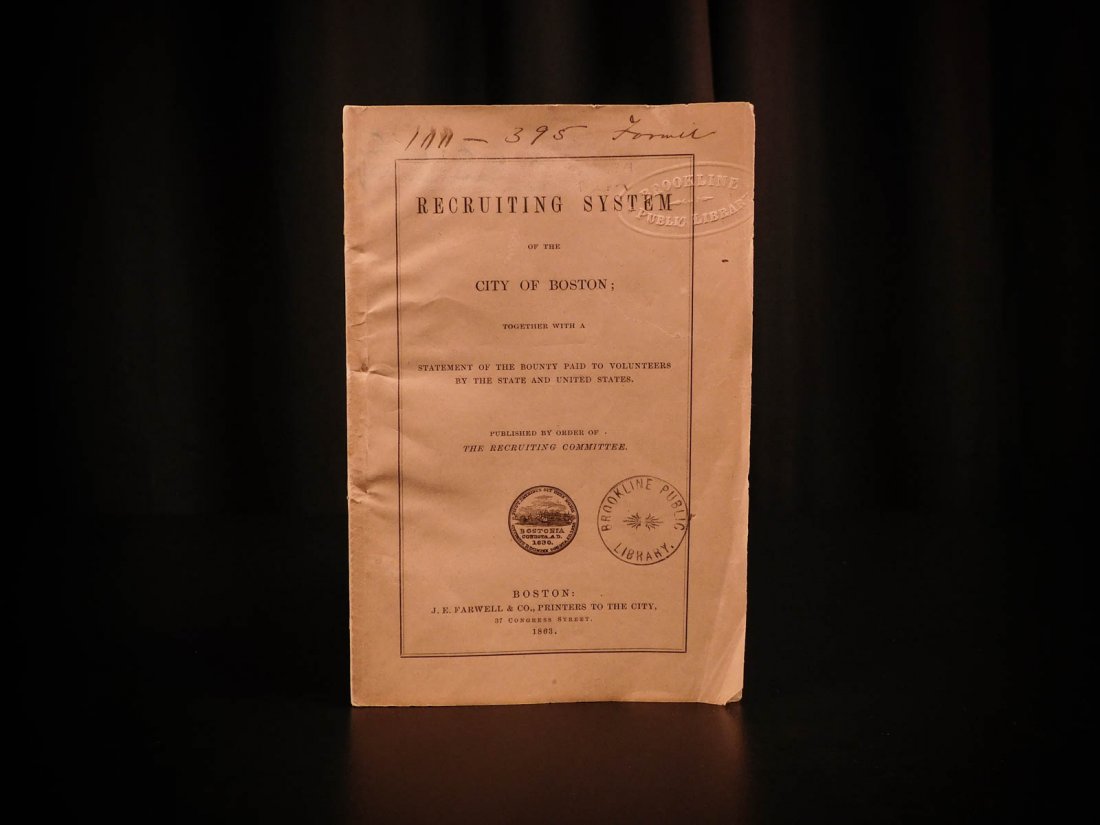 395
BROOKLINE
PUBLIC LIBRARY
RECRUITING SYSTEM
OF THE
CITY OF BOSTON;
TOGETHER WITH A
STATEMENT OF THE BOUNTY PAID TO VOLUNTEERS
BY THE STATE AND UNITED STATES.
PUBLISHED BY ORDER OF
THE RECRUITING COMMITTEE.
BOSTONIA
CONDITA A.D.
1630.
BROOKLINE PUBLIC
LIBRARY.
BOSTON:
J. E. FARWELL & CO., PRINTERS TO THE CITY,
37 CONGRESS STREET.
1863.